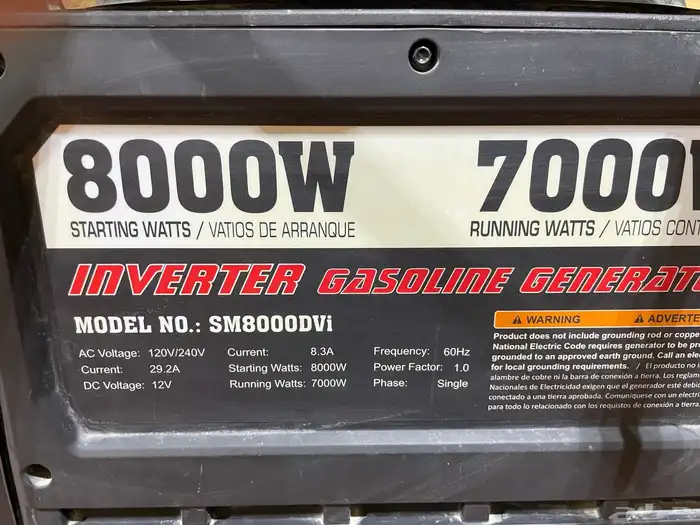 8000W
STARTING WATTS / VATIOS DE ARRANQUE
7000W
RUNNING WATTS / VATIOS CONT
INVERTER GASOLINE GENERAT
MODEL NO.: SM8000DVi
AC Voltage: 120V/240V Current: 8.3A Frequency: 60Hz
Current: 29.2A Starting Watts: 8000W Power Factor: 1.0
DC Voltage: 12V Running Watts: 7000W Phase: Single
WARNING ADVERTE
Product does not include grounding rod or coppe
National Electric Code requires generator to be pro
grounded to an approved earth ground. Call an ele
for local grounding requirements. / El producto no i
alambre de cobre ni la barra de conexión a tierra. Los reglam
Nacionales de Electricidad exigen que el generador esté debid
conectado a una tierra aprobada. Comuníquese con un electri
para todo lo relacionado con los requistos de conexión a tierra.